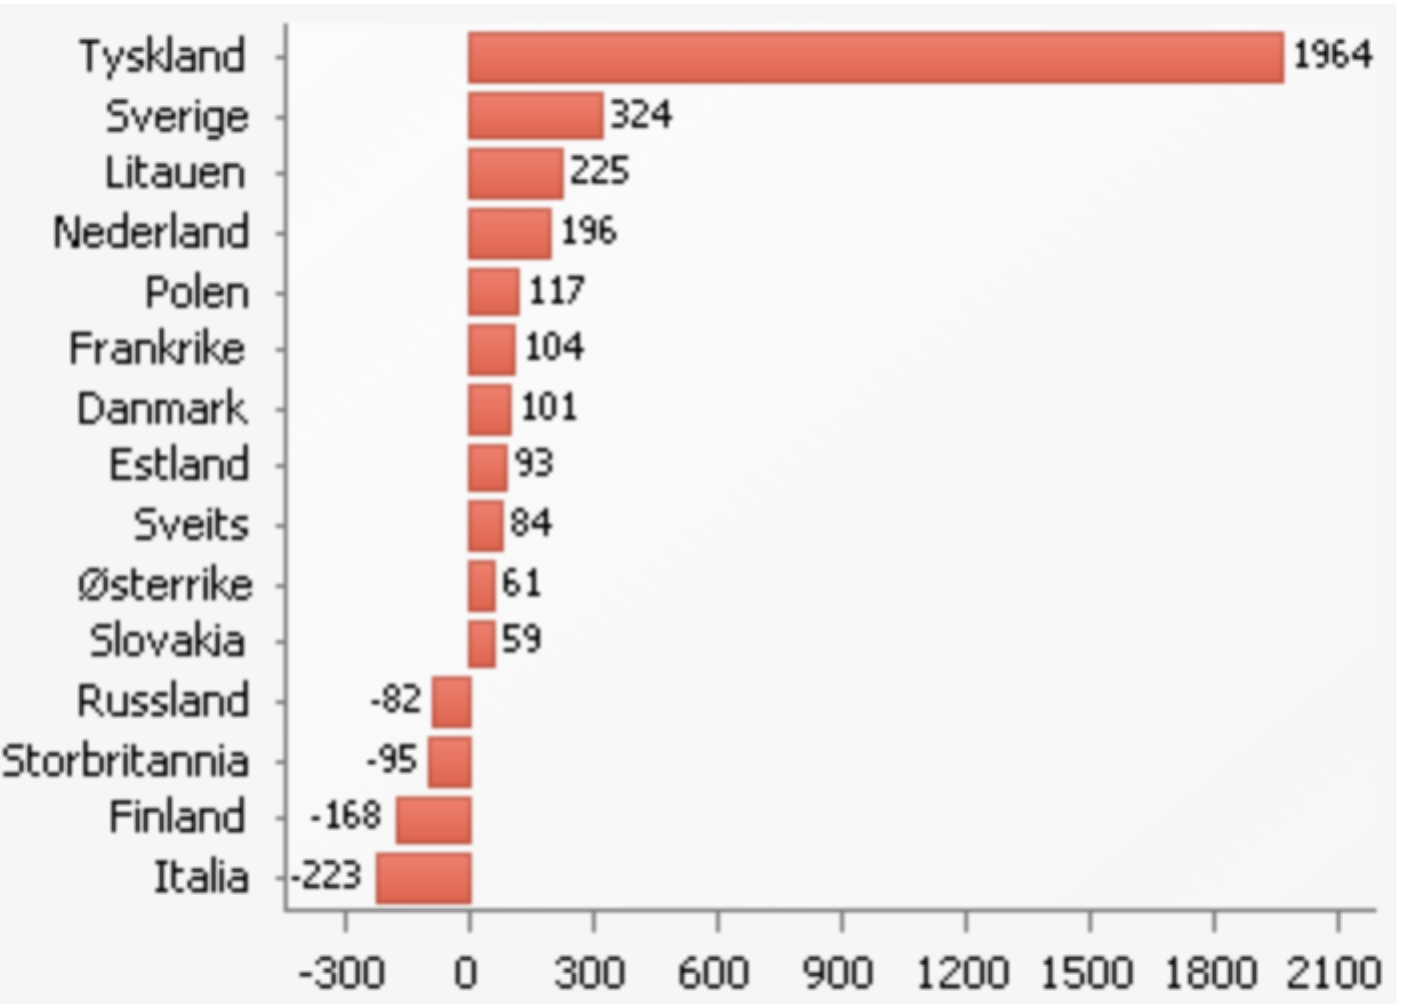 Tyskland 1964
Sverige 324
Litauen 225
Nederland 196
Polen 117
Frankrike 104
Danmark 101
Estland 93
Sveits 84
Østerrike 61
Slovakia 59
Russland -82
Storbritannia -95
Finland -168
Italia -223
-300 0 300 600 900 1200 1500 1800 2100